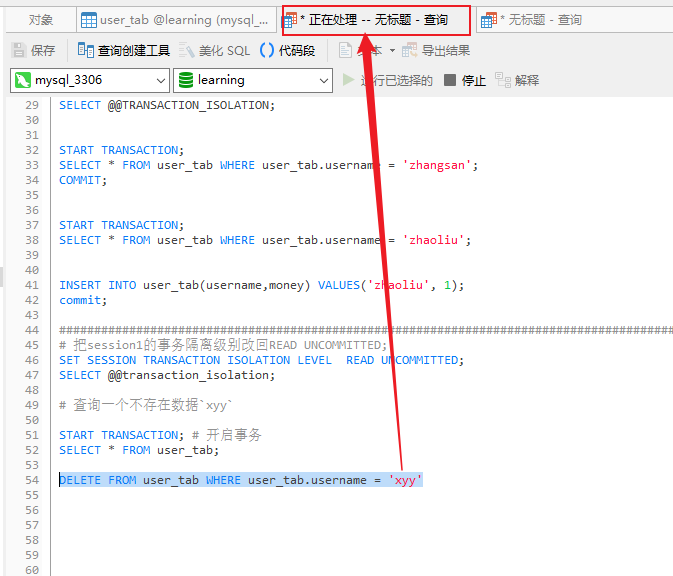 对象 user_tab @learning (mysql_... * 正在处理 -- 无标题 - 查询 * 无标题 - 查询
保存 查询创建工具 美化 SQL 代码段 文本 导出结果
mysql_3306 learning 运行已选择的 停止 解释
29 SELECT @@TRANSACTION_ISOLATION;
30
31
32 START TRANSACTION;
33 SELECT * FROM user_tab WHERE user_tab.username = 'zhangsan';
34 COMMIT;
35
36
37 START TRANSACTION;
38 SELECT * FROM user_tab WHERE user_tab.username = 'zhaoliu';
39
40
41 INSERT INTO user_tab(username,money) VALUES('zhaoliu', 1);
42 commit;
43
44 ########################################################################################
45 # 把session1的事务隔离级别改回READ UNCOMMITTED;
46 SET SESSION TRANSACTION ISOLATION LEVEL  READ UNCOMMITTED;
47 SELECT @@transaction_isolation;
48
49 # 查询一个不存在数据`xyy`
50
51 START TRANSACTION; # 开启事务
52 SELECT * FROM user_tab;
53
54 DELETE FROM user_tab WHERE user_tab.username = 'xyy'
55
56
57
58
59
60